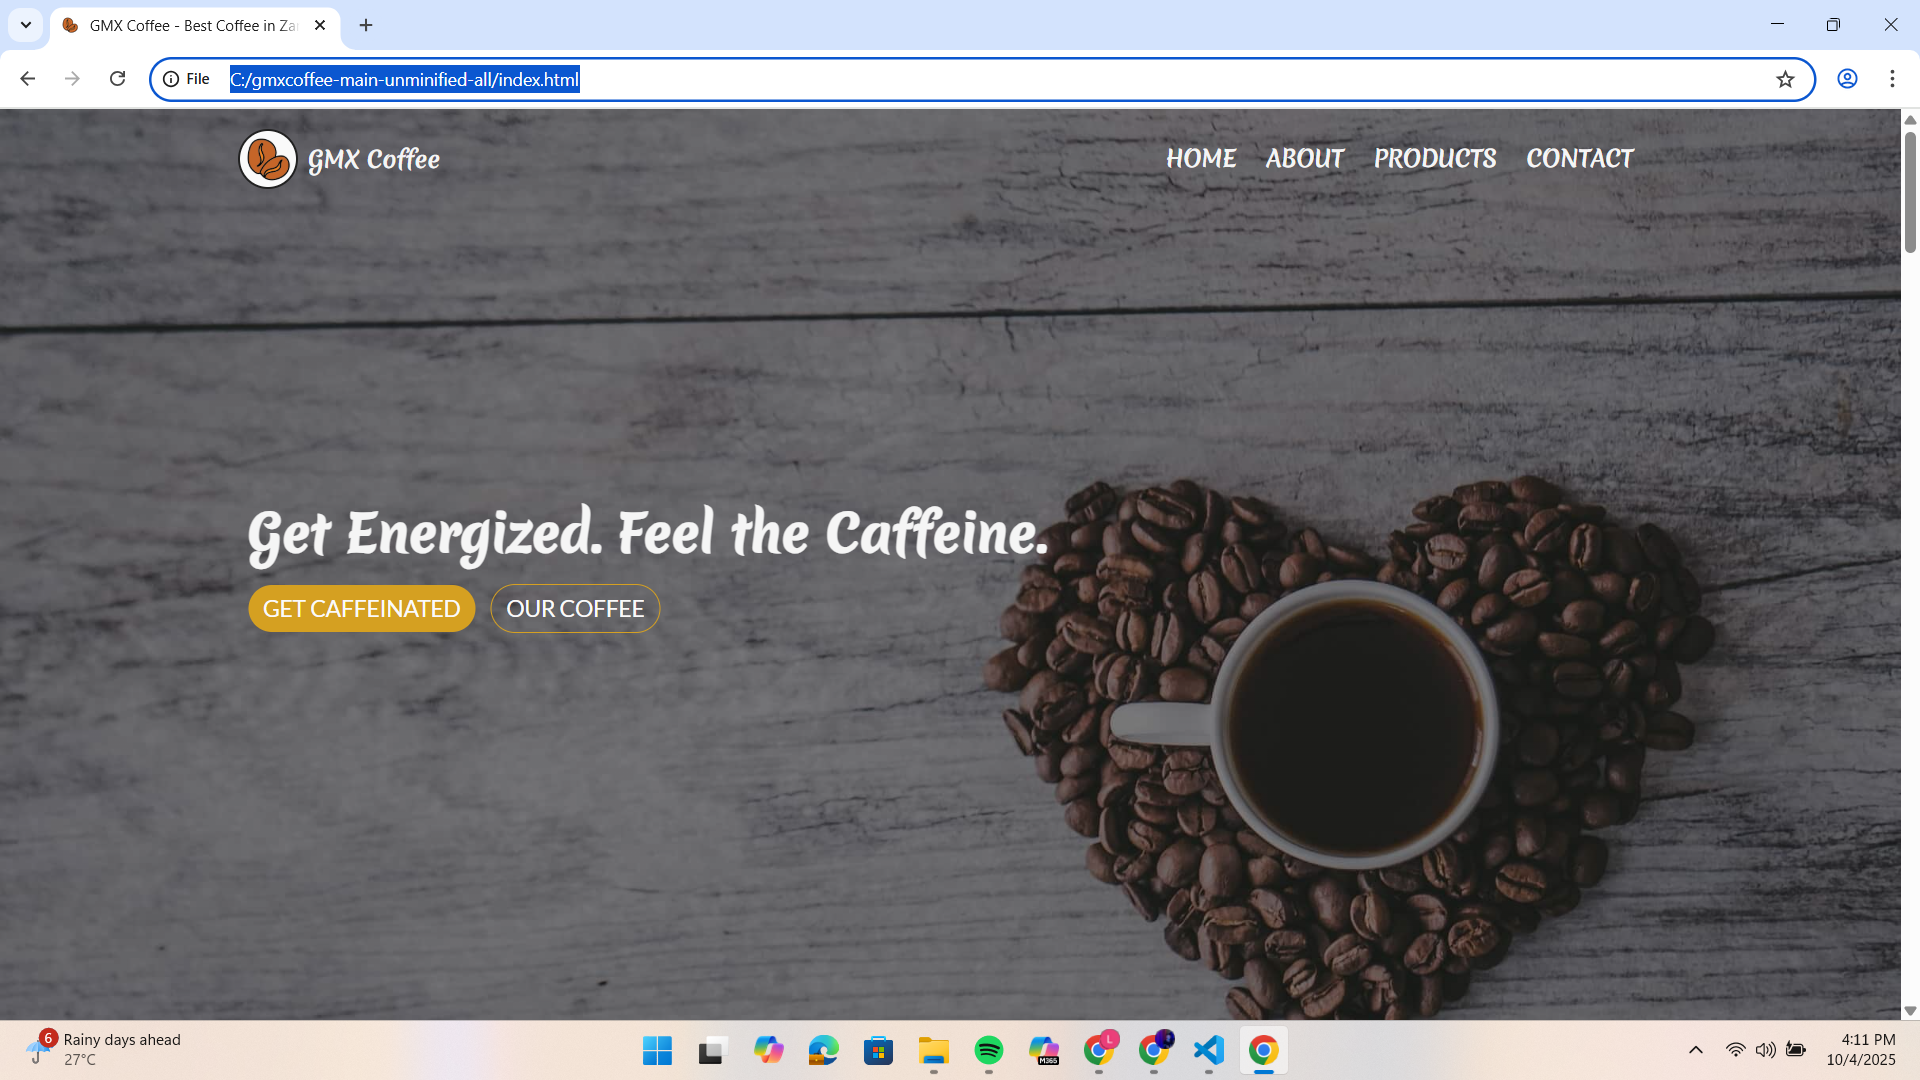 GMX Coffee - Best Coffee in Za
File
C:/gmxcoffee-main-unminified-all/index.html
GMX Coffee
HOME
ABOUT
PRODUCTS
CONTACT
Get Energized. Feel the Caffeine.
GET CAFFEINATED
OUR COFFEE
6
Rainy days ahead
27°C
M365
L
4:11 PM
10/4/2025